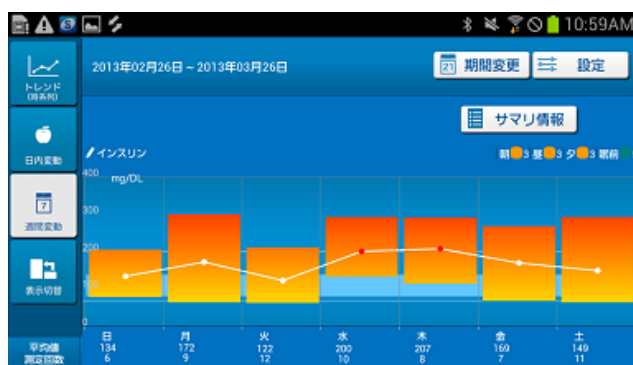 10:59AM
トレンド
(時系列)
2013年02月26日～2013年03月26日
21
期間変更
設定
サマリ情報
日内変動
インスリン
朝 3 昼 3 夕 3 眠前
400
mg/DL
7
週間変動
300
200
表示切替
100
0
日 月 火 水 木 金 土
平均値 134 172 122 200 207 169 149
測定回数 6 9 12 10 8 7 11